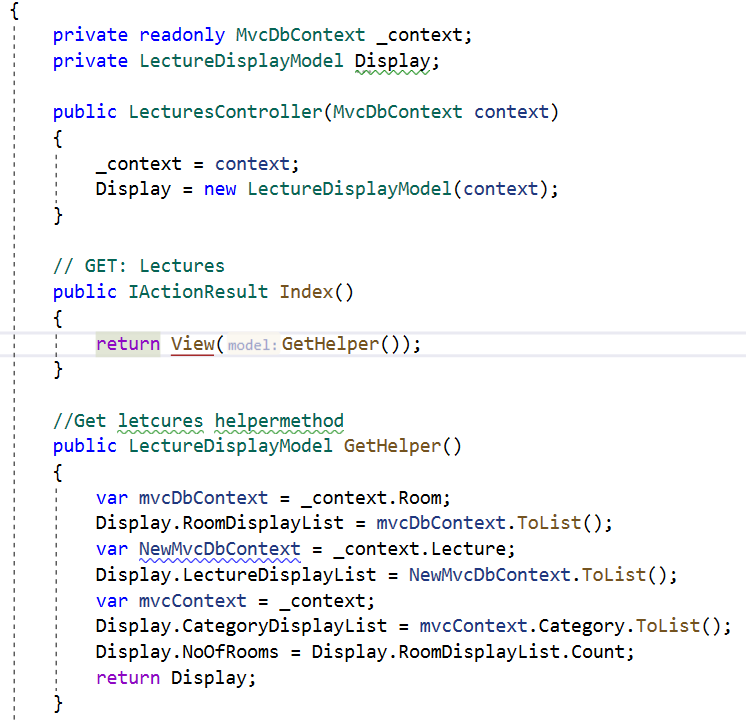 {
private readonly MvcDbContext _context;
private LectureDisplayModel Display;
public LecturesController(MvcDbContext context)
{
_context = context;
Display = new LectureDisplayModel(context);
}
// GET: Lectures
public IActionResult Index()
{
return View(model:GetHelper());
}
//Get letcures helpermethod
public LectureDisplayModel GetHelper()
{
var mvcDbContext = _context.Room;
Display.RoomDisplayList = mvcDbContext.ToList();
var NewMvcDbContext = _context.Lecture;
Display.LectureDisplayList = NewMvcDbContext.ToList();
var mvcContext = _context;
Display.CategoryDisplayList = mvcContext.Category.ToList();
Display.NoOfRooms = Display.RoomDisplayList.Count;
return Display;
}